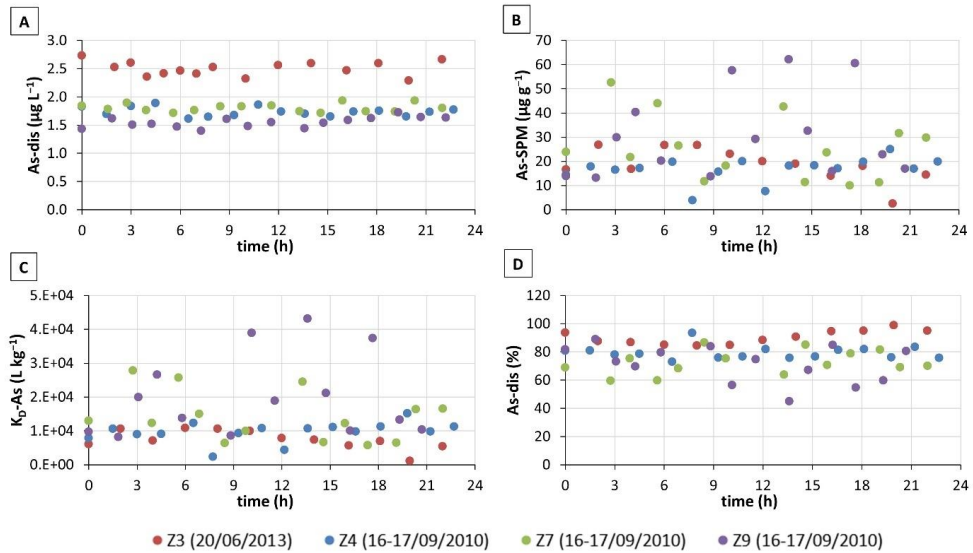 A
As-dis (µg L⁻¹)
3.0
2.5
2.0
1.5
1.0
0.5
0.0
0 3 6 9 12 15 18 21 24
time (h)
B
As-SPM (µg g⁻¹)
70
60
50
40
30
20
10
0
0 3 6 9 12 15 18 21 24
time (h)
C
K_D-As (L kg⁻¹)
5.E+04
4.E+04
3.E+04
2.E+04
1.E+04
0.E+00
0 3 6 9 12 15 18 21 24
time (h)
D
As-dis (%)
120
100
80
60
40
20
0
0 3 6 9 12 15 18 21 24
time (h)
Z3 (20/06/2013) Z4 (16-17/09/2010) Z7 (16-17/09/2010) Z9 (16-17/09/2010)